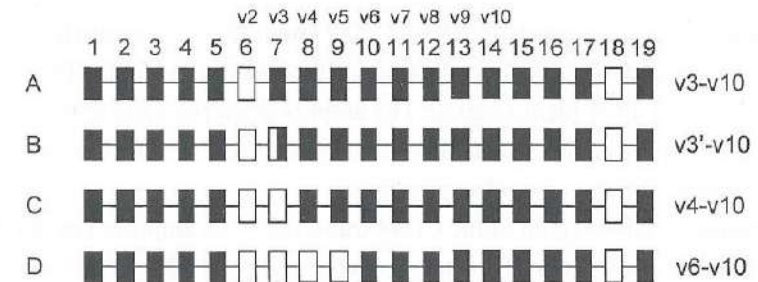 v2 v3 v4 v5 v6 v7 v8 v9 v10
1 2 3 4 5 6 7 8 9 10 11 12 13 14 15 16 17 18 19
A v3-v10
B v3'-v10
C v4-v10
D v6-v10